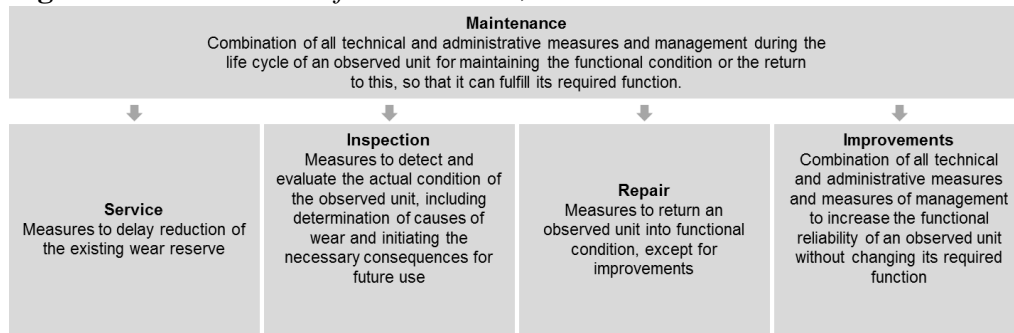 Maintenance
Combination of all technical and administrative measures and management during the
life cycle of an observed unit for maintaining the functional condition or the return
to this, so that it can fulfill its required function.
Service
Measures to delay reduction of
the existing wear reserve
Inspection
Measures to detect and
evaluate the actual condition of
the observed unit, including
determination of causes of
wear and initiating the
necessary consequences for
future use
Repair
Measures to return an
observed unit into functional
condition, except for
improvements
Improvements
Combination of all technical
and administrative measures
and measures of management
to increase the functional
reliability of an observed unit
without changing its required
function